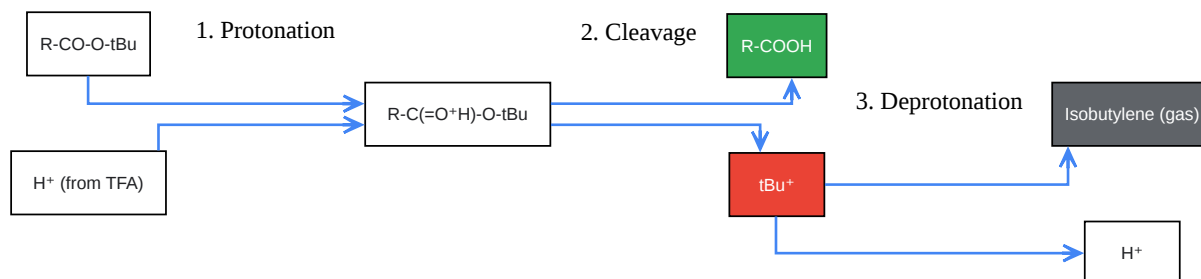 1. Protonation
2. Cleavage
3. Deprotonation
R-CO-O-tBu
H⁺ (from TFA)
R-C(=O⁺H)-O-tBu
R-COOH
tBu⁺
Isobutylene (gas)
H⁺